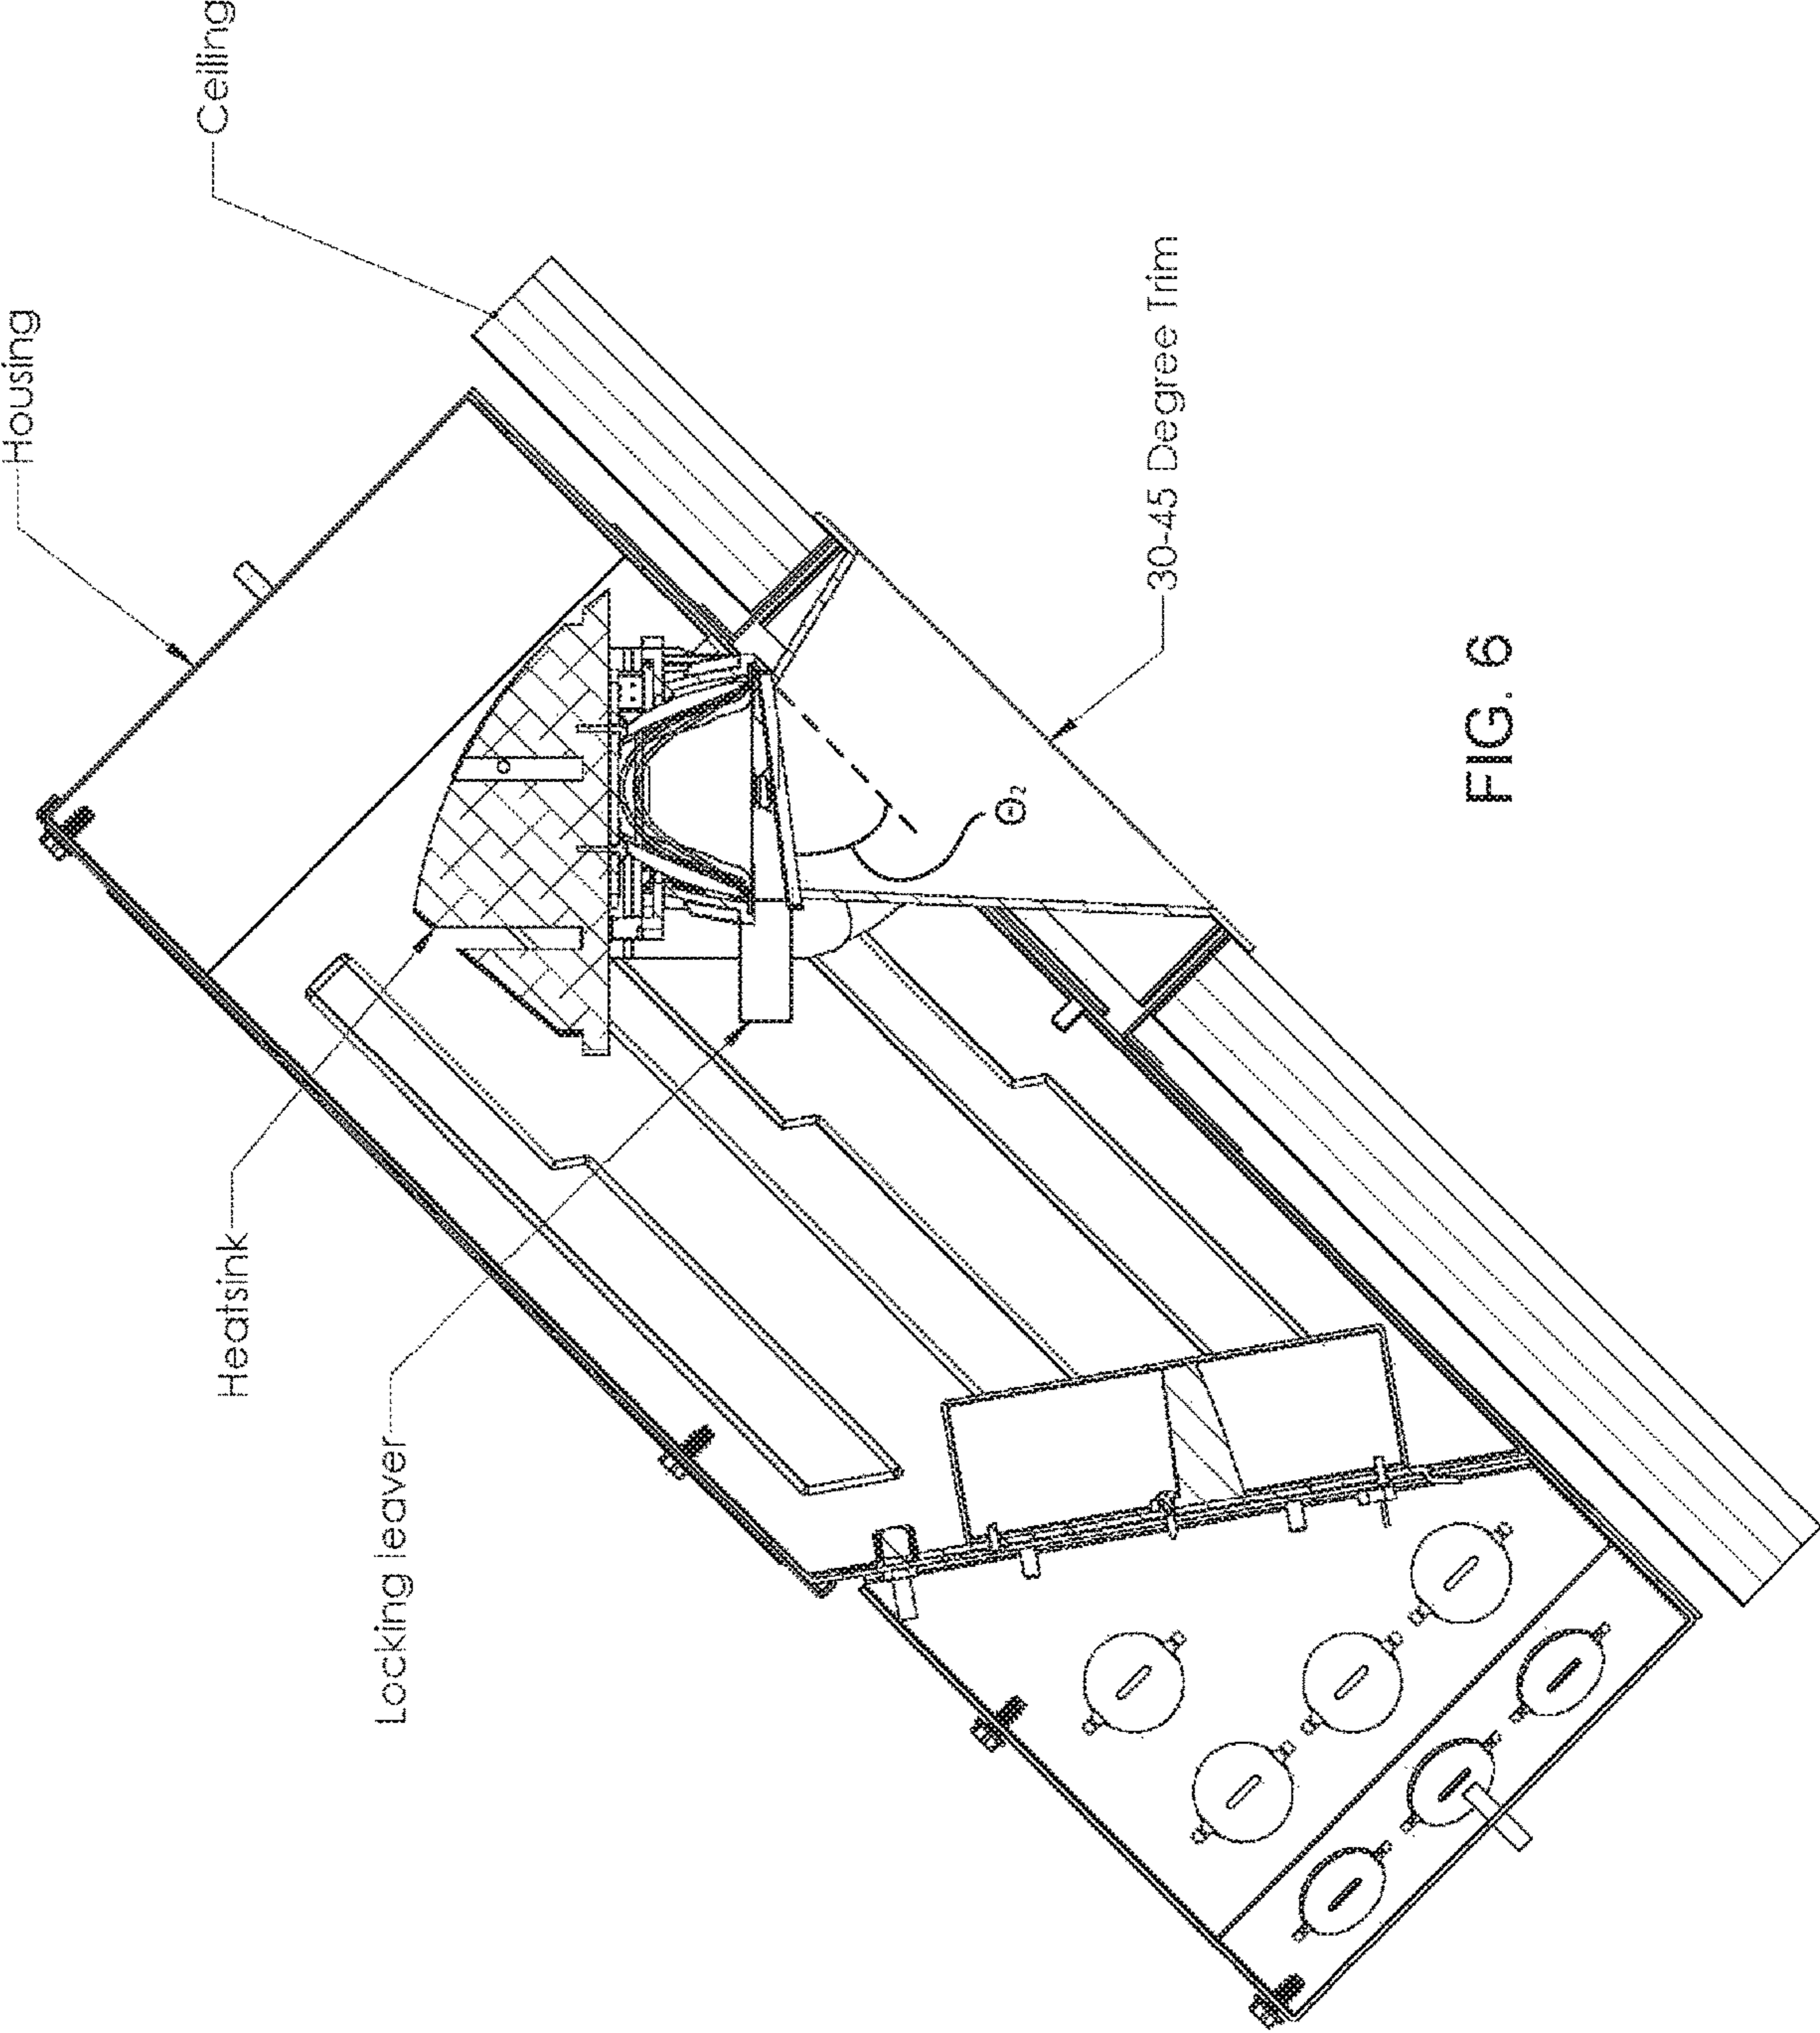 Housing
Ceiling
Heatsink
Locking leaver
30-45 Degree Trim
Θ₂
FIG. 6